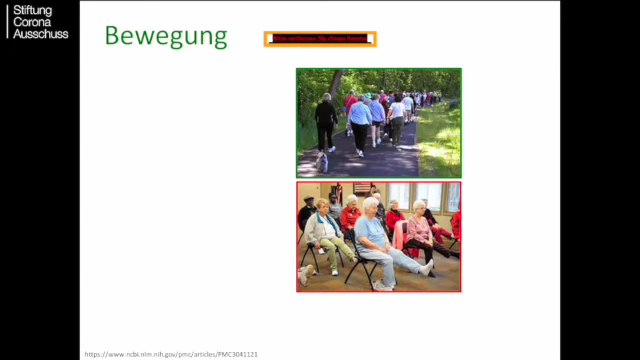 Stiftung
Corona
Ausschuss
Bewegung
https://www.ncbi.nlm.nih.gov/pmc/articles/PMC3041121